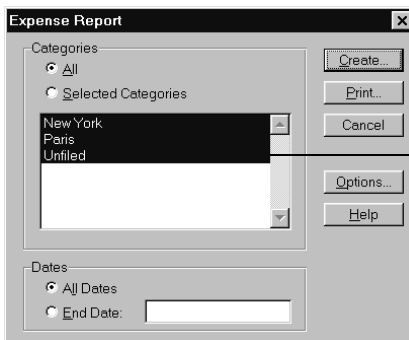 Expense Report
Categories
All
Selected Categories
New York
Paris
Unfiled
Create...
Print...
Cancel
Options...
Help
Dates
All Dates
End Date: